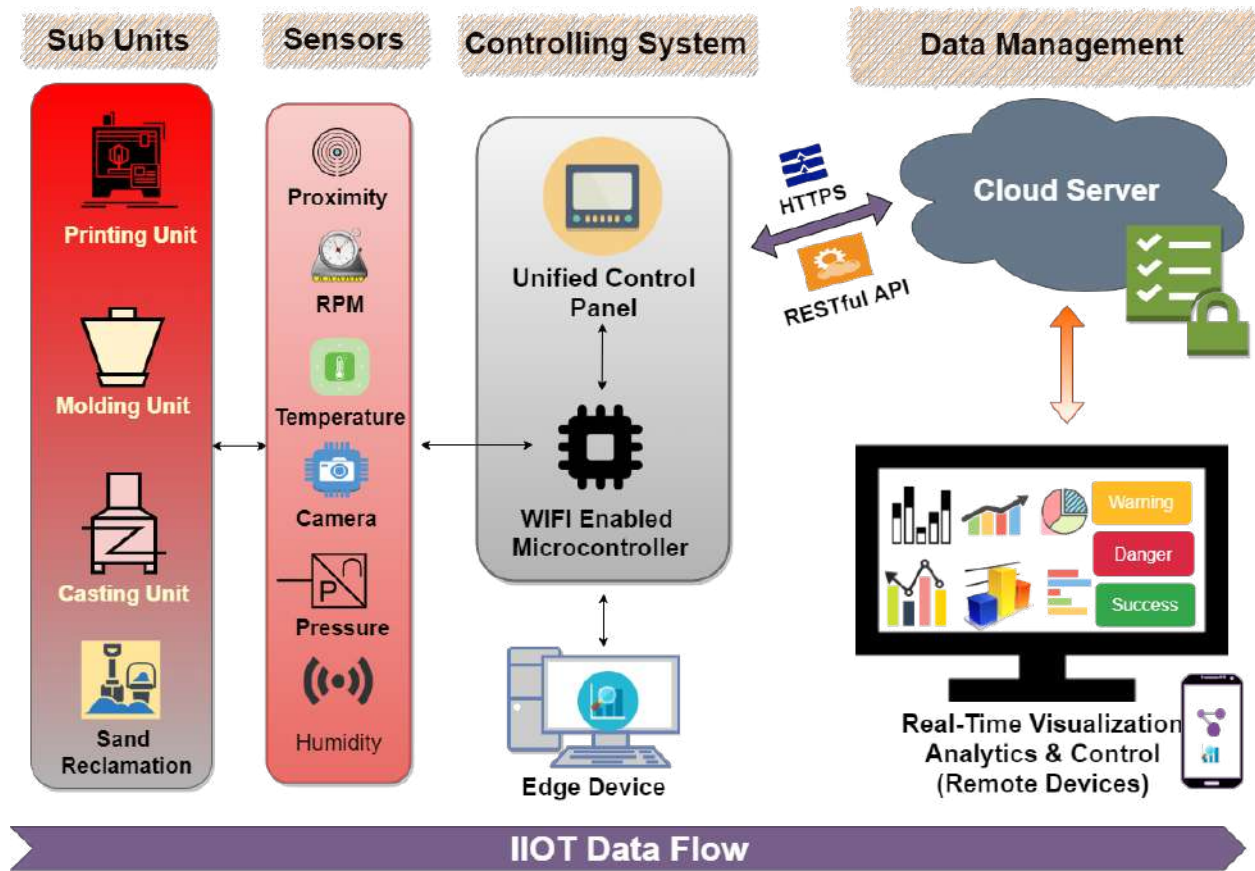 Sub Units
Sensors
Controlling System
Data Management
Printing Unit
Molding Unit
Casting Unit
Sand
Reclamation
Proximity
RPM
Temperature
Camera
P
Pressure
Humidity
Unified Control
Panel
WIFI Enabled
Microcontroller
Edge Device
HTTPS
RESTful API
Cloud Server
Warning
Danger
Success
Real-Time Visualization
Analytics & Control
(Remote Devices)
IIOT Data Flow